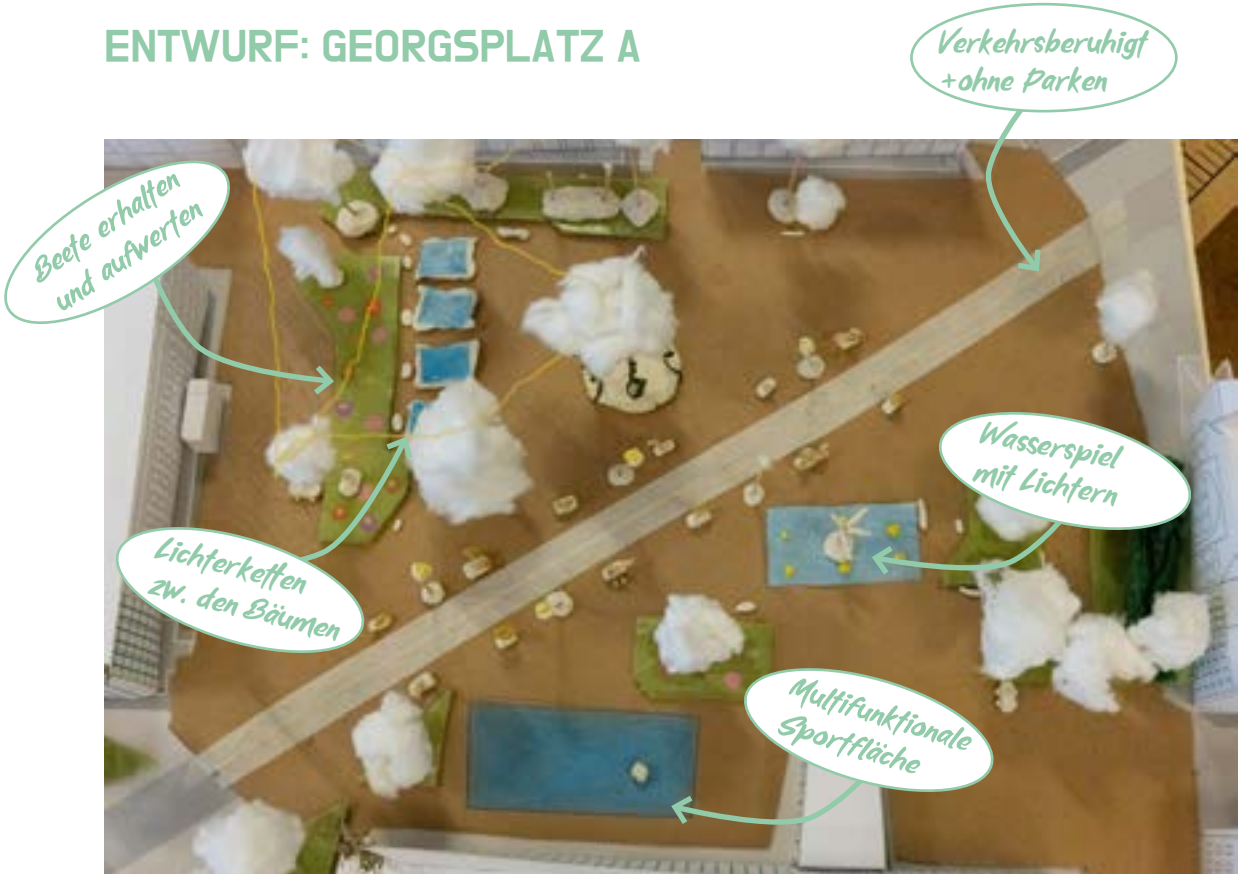 ENTWURF: GEORGSPLATZ A
Verkehrsberuhigt
+ohne Parken
Beete erhalten
und aufwerten
Wasserspiel
mit Lichtern
Lichterketten
zw. den Bäumen
Multifunktionale
Sportfläche